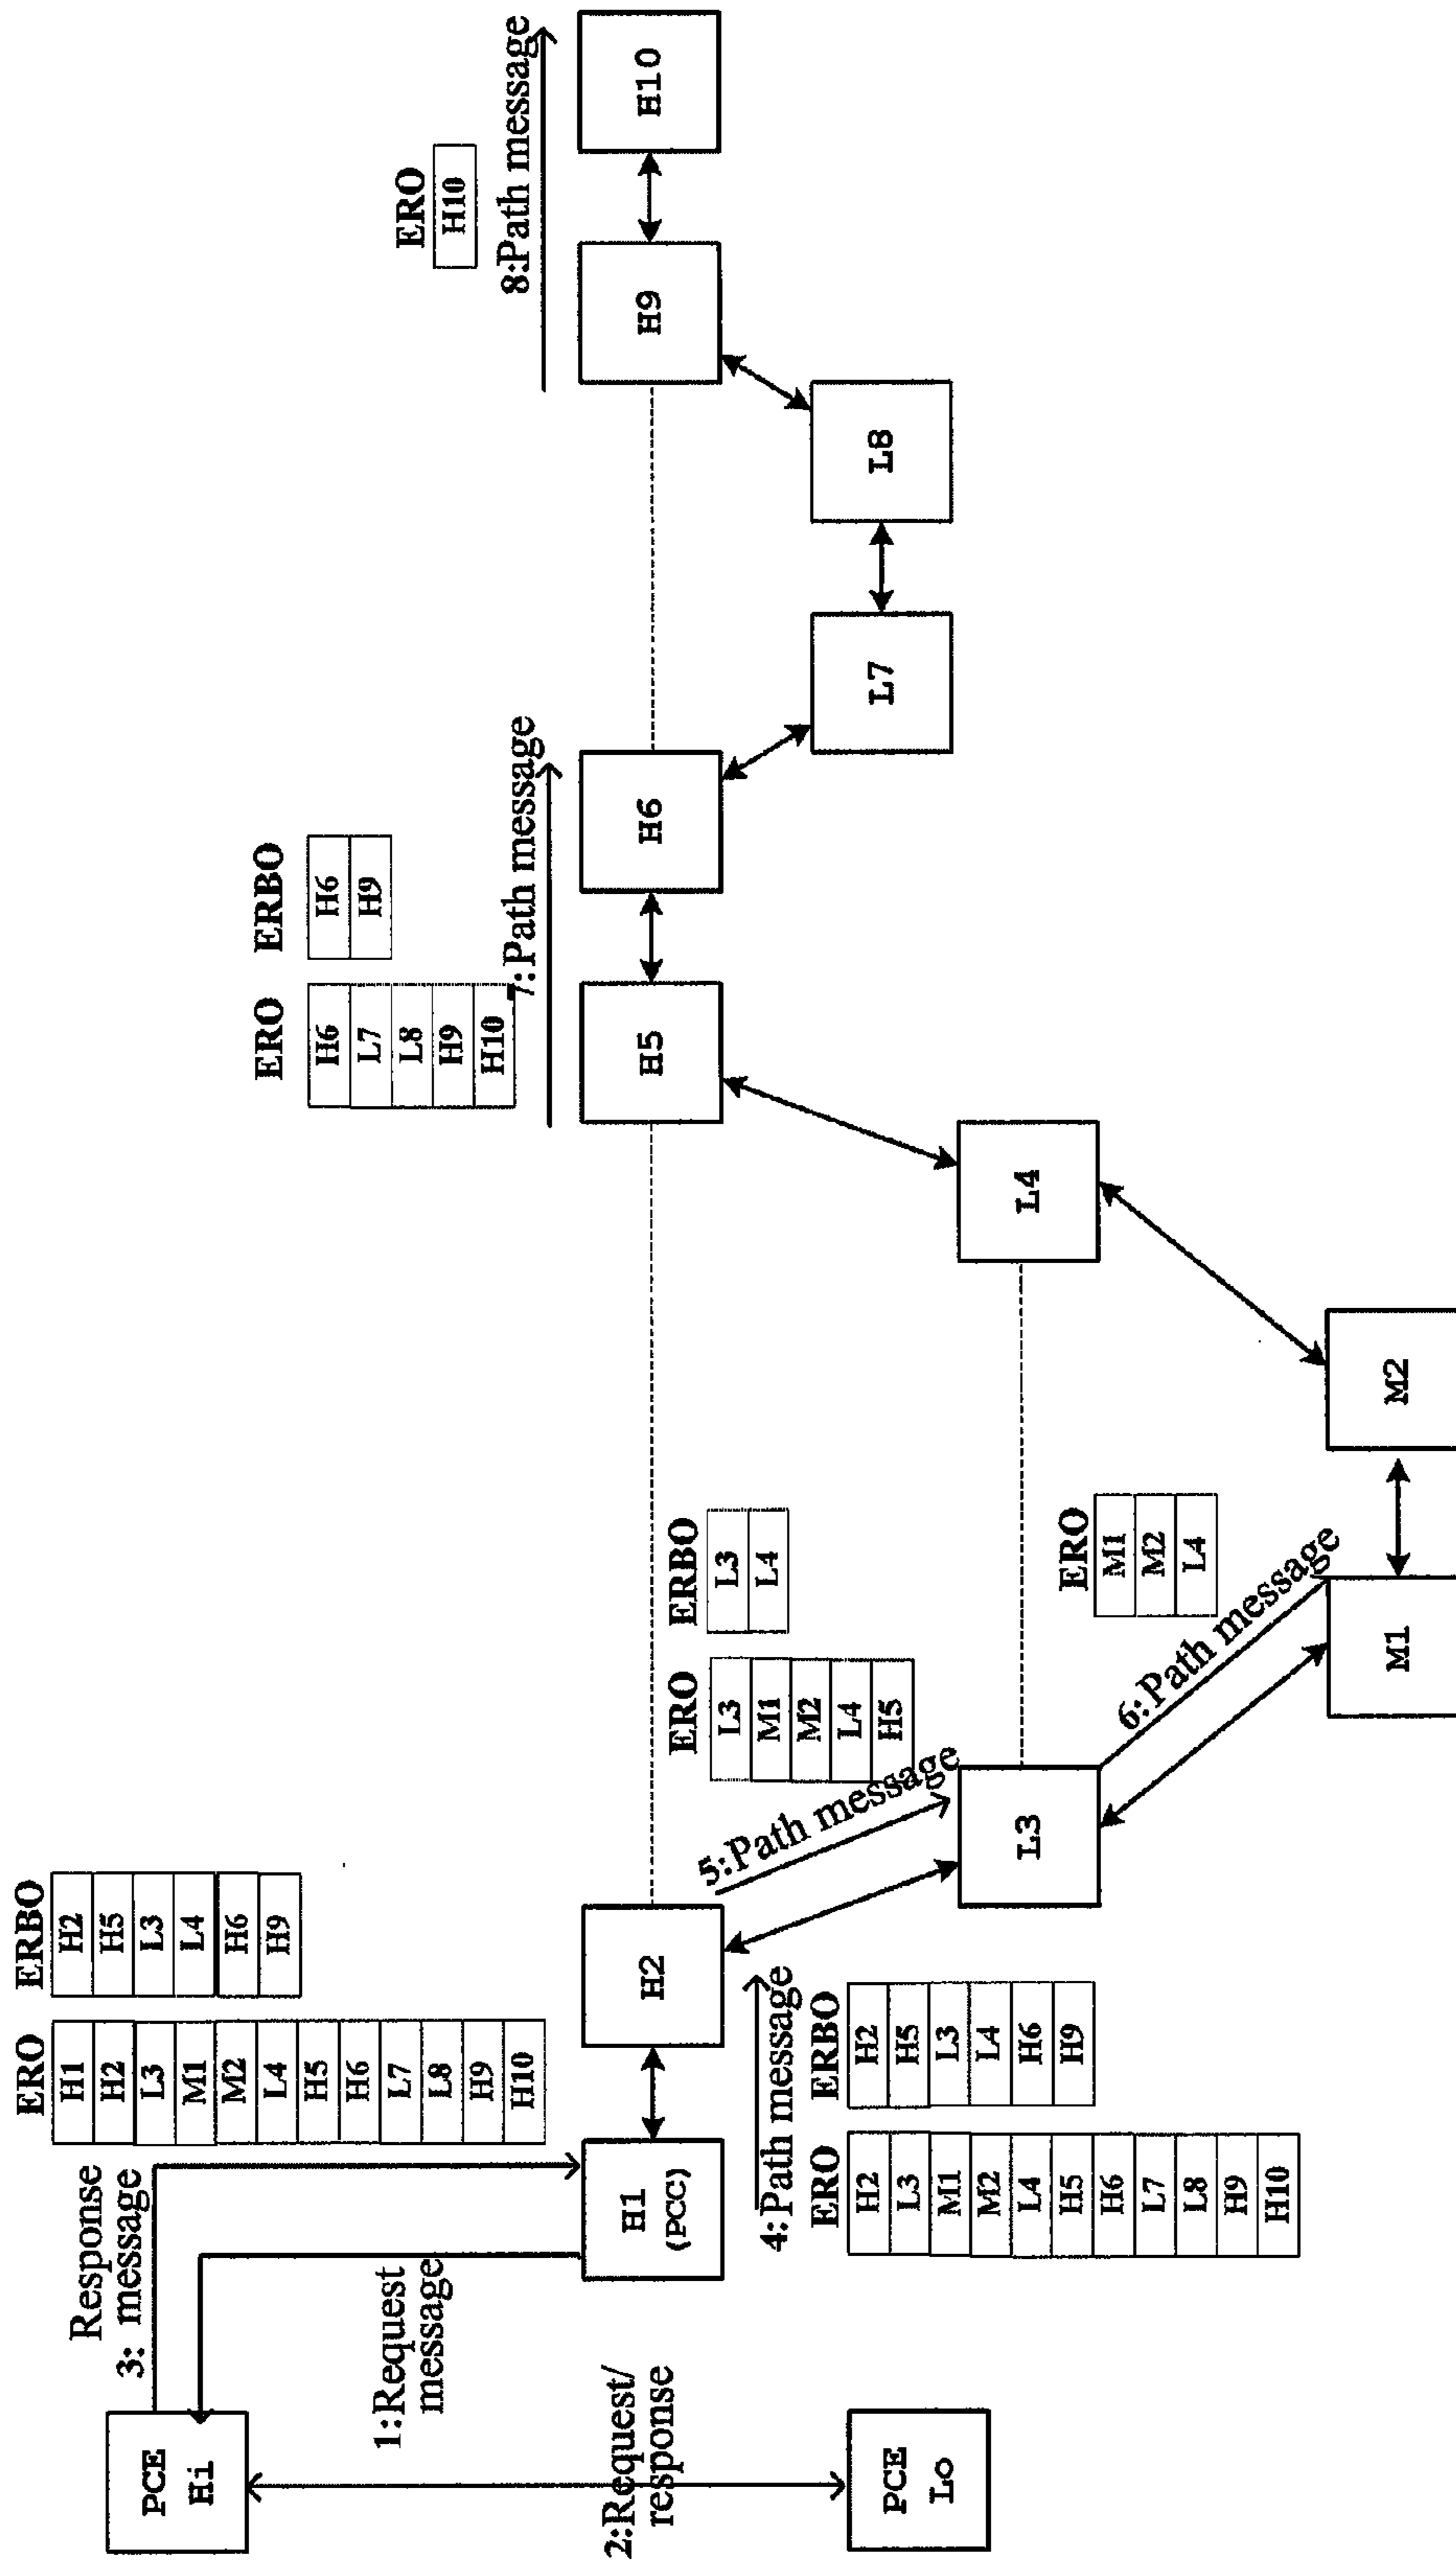 ERO
H1
H2
L3
M1
M2
L4
H5
H6
L7
L8
H9
H10
ERBO
H2
H5
L3
L4
H6
H9
Response
3: message
PCE
Hi
1:Request
message
2:Request/
response
PCE
Lo
H1
(PCC)
H2
4:Path message
ERO
H2
L3
M1
M2
L4
H5
H6
L7
L8
H9
H10
ERBO
H2
H5
L3
L4
H6
H9
5:Path message
ERO
L3
M1
M2
L4
H5
ERBO
L3
L4
L3
6:Path message
ERO
M1
M2
L4
M1
M2
L4
H5
ERO
H6
L7
L8
H9
H10
ERBO
H6
H9
7:Path message
H6
L7
L8
H9
ERO
H10
8:Path message
H10